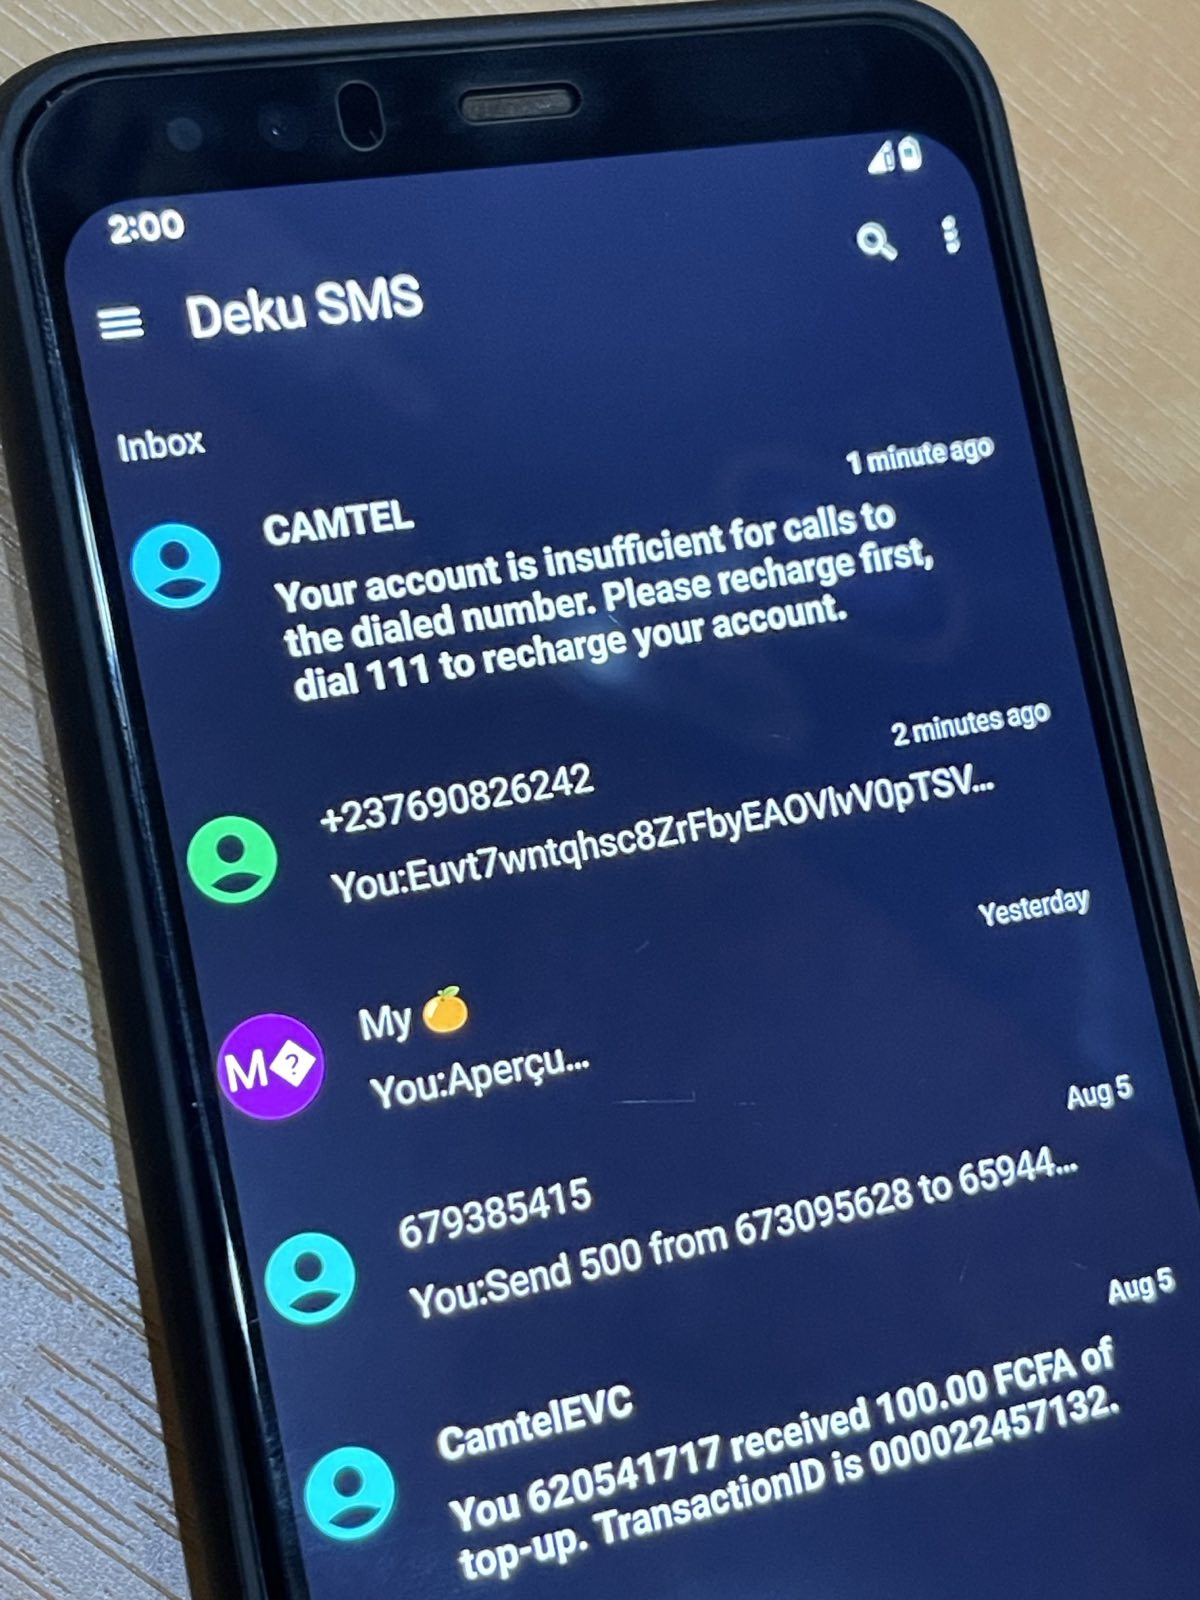 2:00
Deku SMS
Inbox
1 minute ago
CAMTEL
Your account is insufficient for calls to
the dialed number. Please recharge first,
dial 111 to recharge your account.
2 minutes ago
+237690826242
You:Euvt7wntqhsc8ZrFbyEAOVlvV0pTSV...
Yesterday
My 🍊
M�
You:Aperçu...
Aug 5
679385415
You:Send 500 from 673095628 to 65944...
Aug 5
CamtelEVC
You 620541717 received 100.00 FCFA of
top-up. TransactionID is 000022457132.